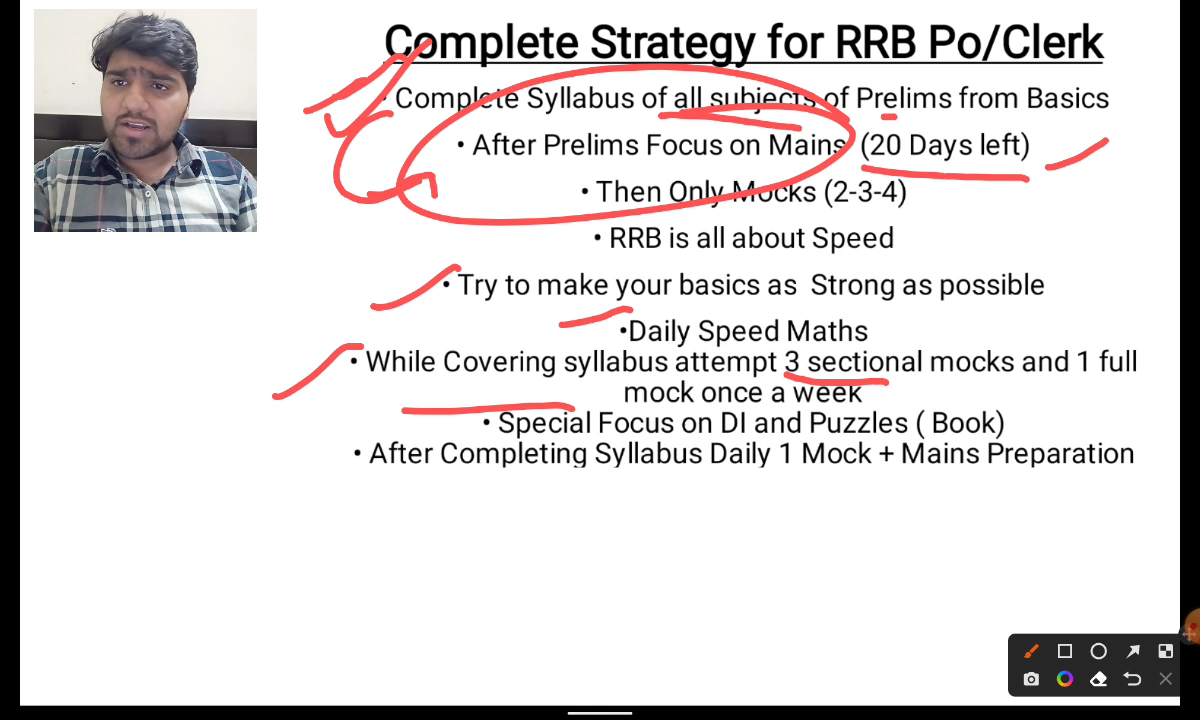 Complete Strategy for RRB Po/Clerk
Complete Syllabus of all subjects of Prelims from Basics
• After Prelims Focus on Mains (20 Days left)
• Then Only Mocks (2-3-4)
• RRB is all about Speed
• Try to make your basics as Strong as possible
•Daily Speed Maths
• While Covering syllabus attempt 3 sectional mocks and 1 full
mock once a week
• Special Focus on DI and Puzzles ( Book)
• After Completing Syllabus Daily 1 Mock + Mains Preparation